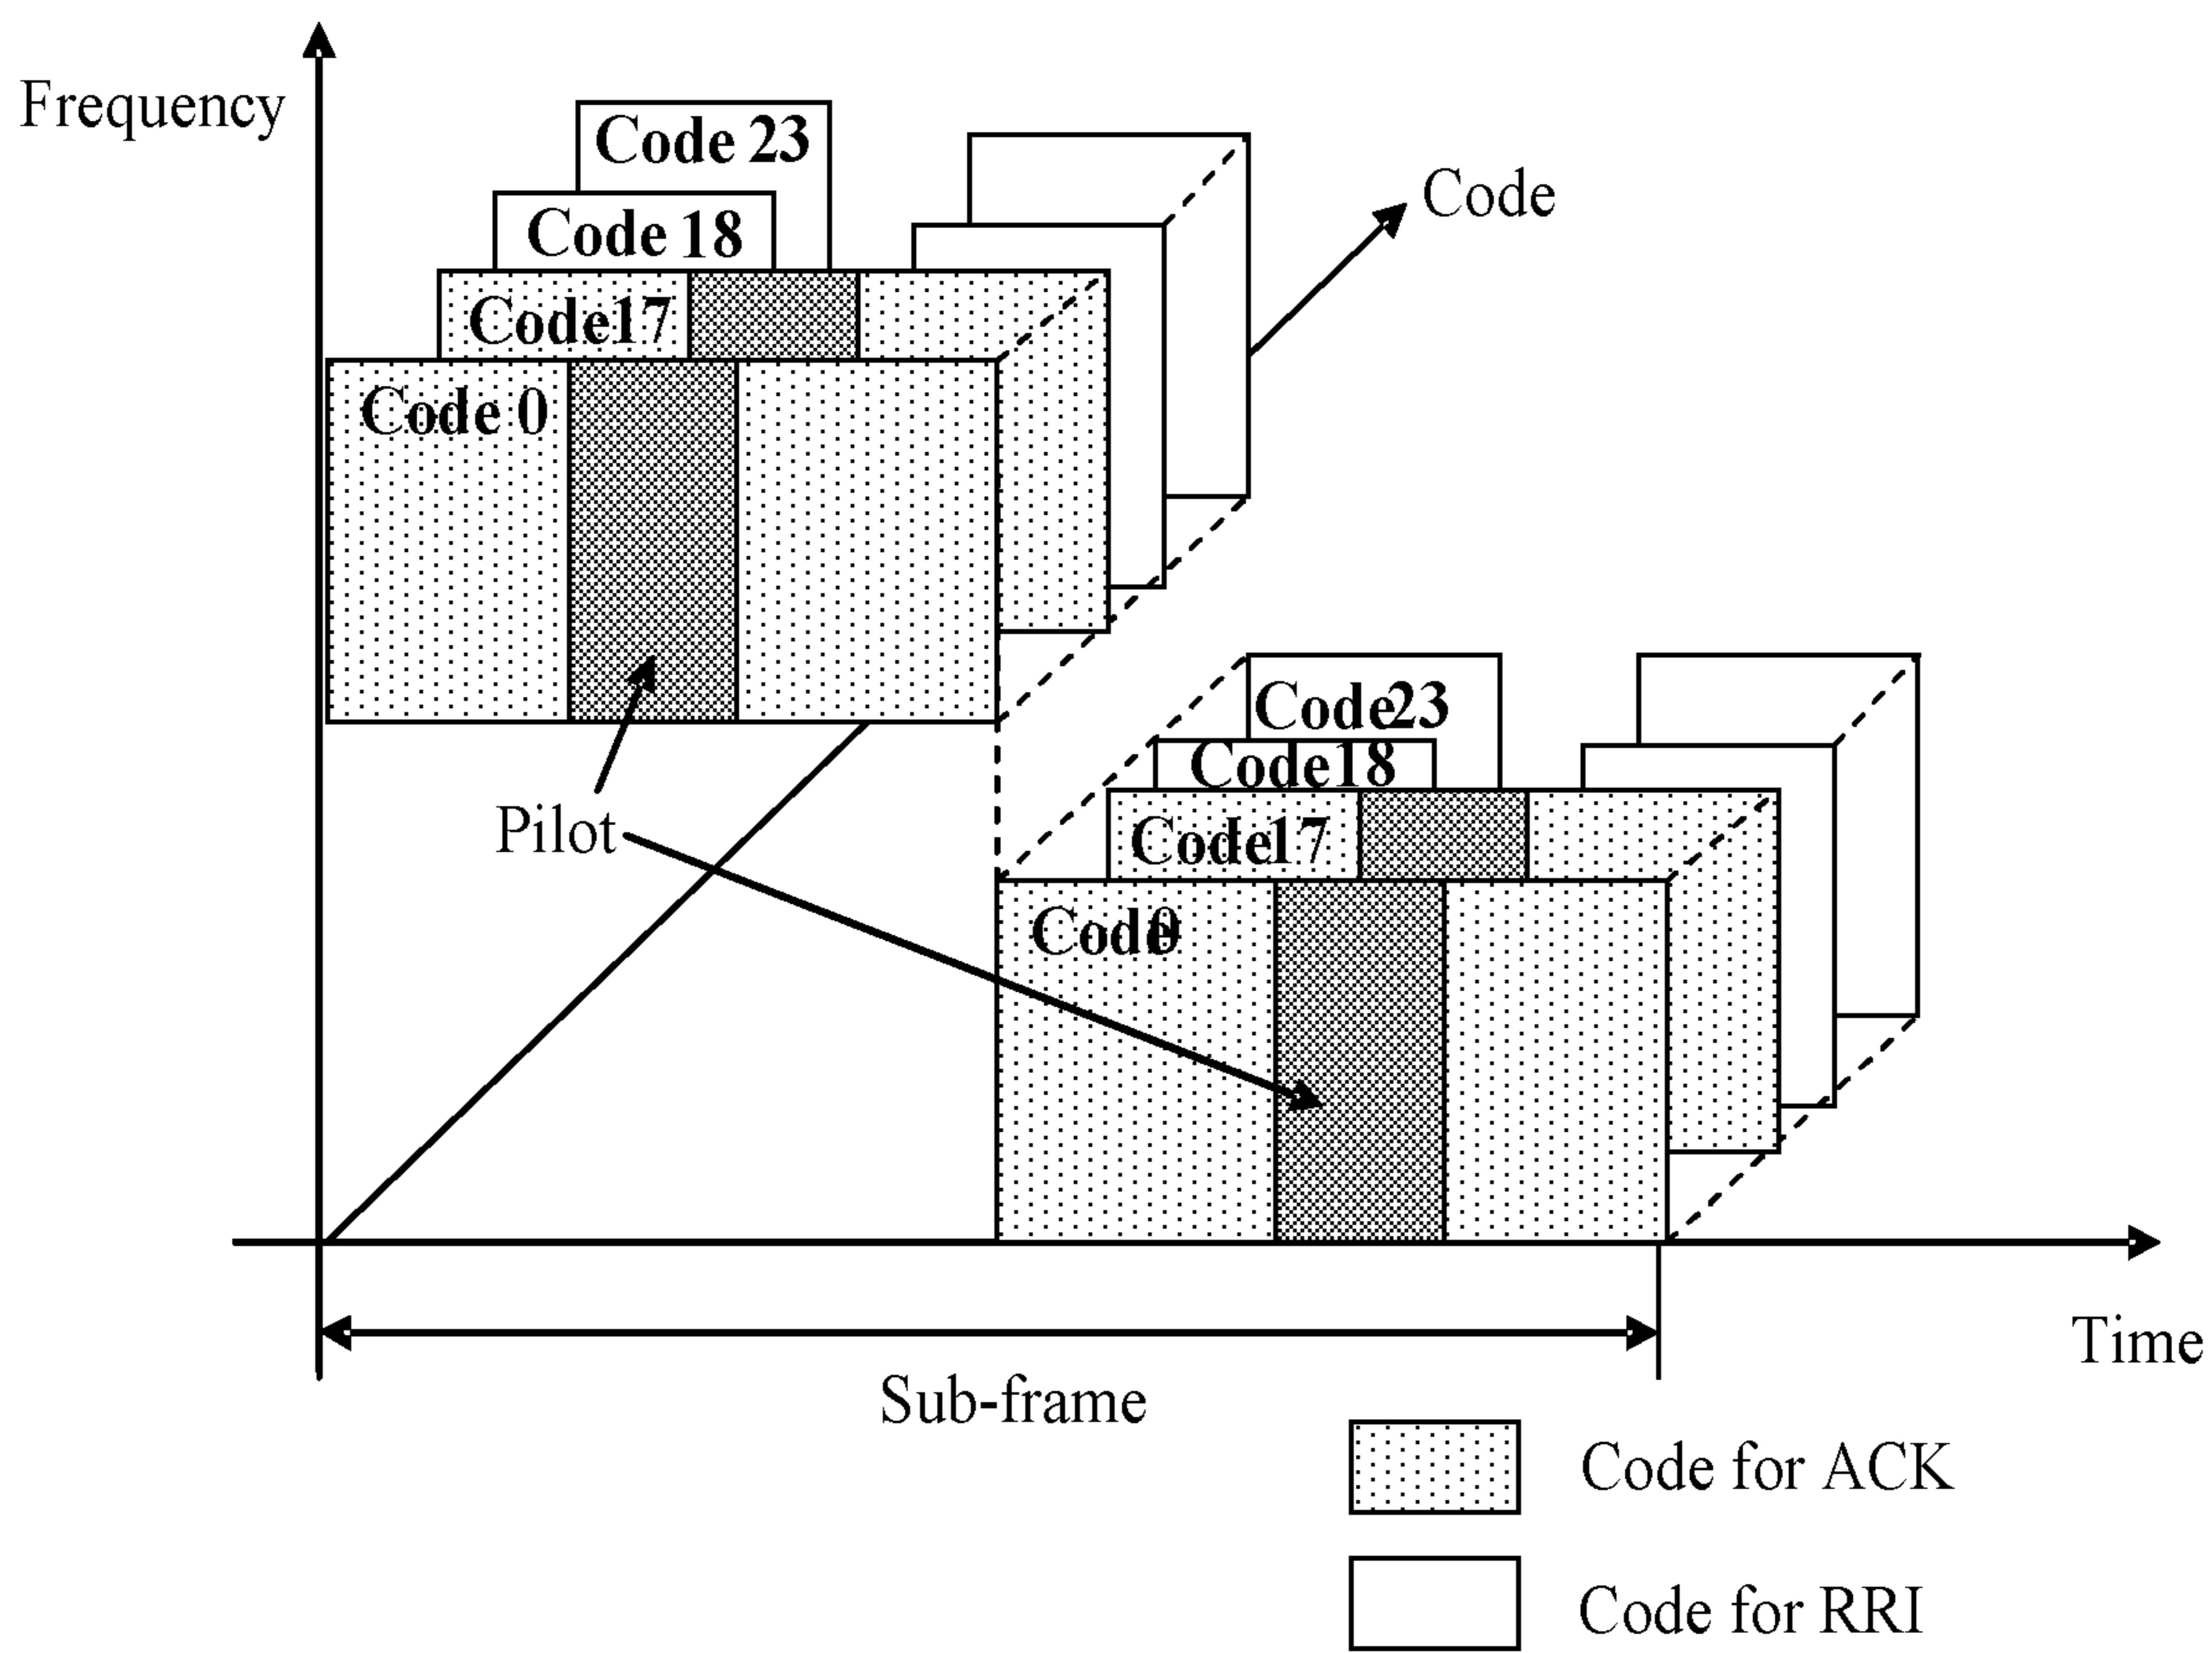 Frequency
Code 23
Code 18
Code
Code17
Code 0
Code23
Code18
Pilot
Code17
Code0
Time
Sub-frame
Code for ACK
Code for RRI